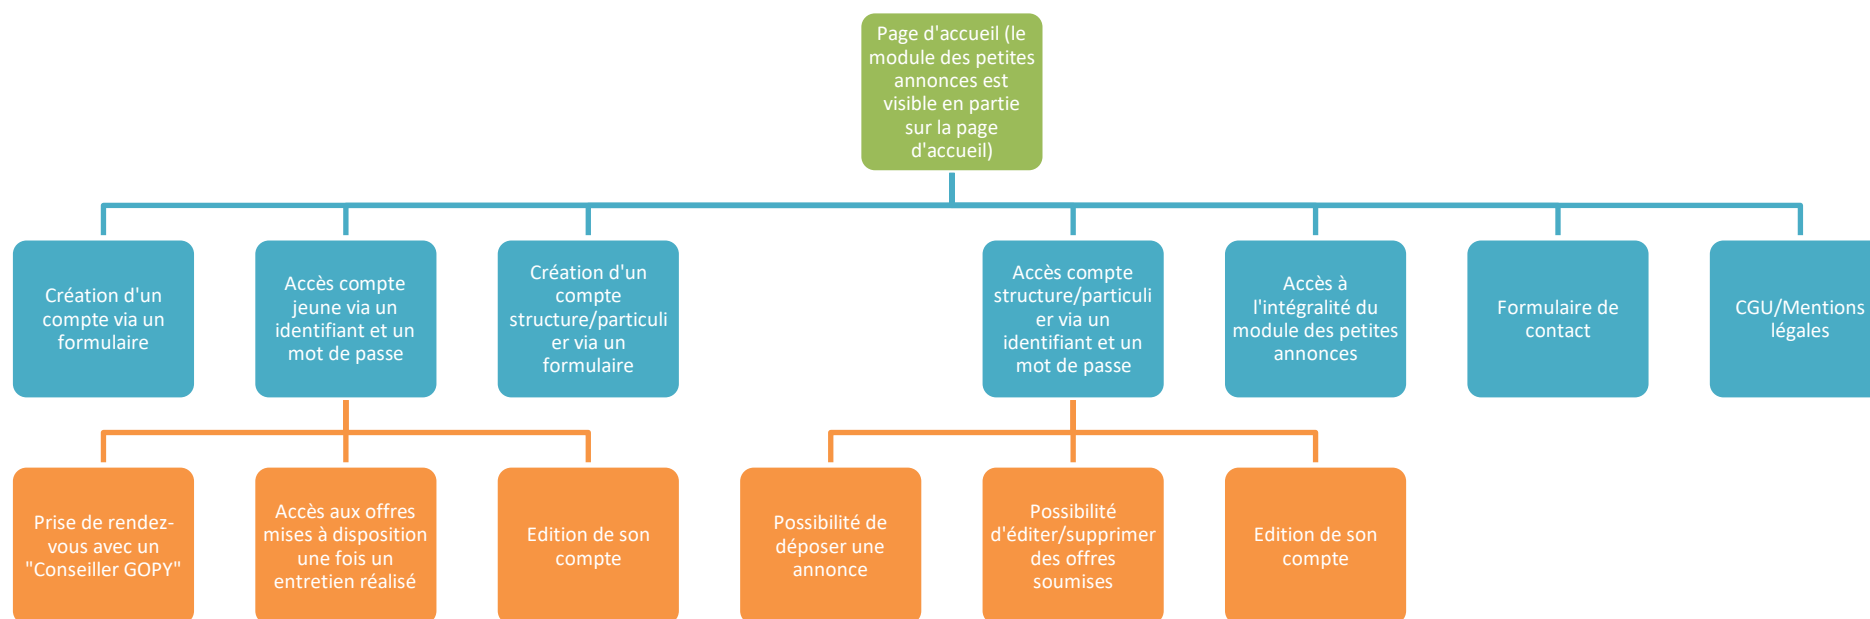 Page d'accueil (le
module des petites
annonces est
visible en partie
sur la page
d'accueil)
Création d'un
compte via un
formulaire
Accès compte
jeune via un
identifiant et un
mot de passe
Création d'un
compte
structure/particuli
er via un
formulaire
Accès compte
structure/particuli
er via un
identifiant et un
mot de passe
Accès à
l'intégralité du
module des petites
annonces
Formulaire de
contact
CGU/Mentions
légales
Prise de rendez-
vous avec un
"Conseiller GOPY"
Accès aux offres
mises à disposition
une fois un
entretien réalisé
Edition de son
compte
Possibilité de
déposer une
annonce
Possibilité
d'éditer/supprimer
des offres
soumises
Edition de son
compte